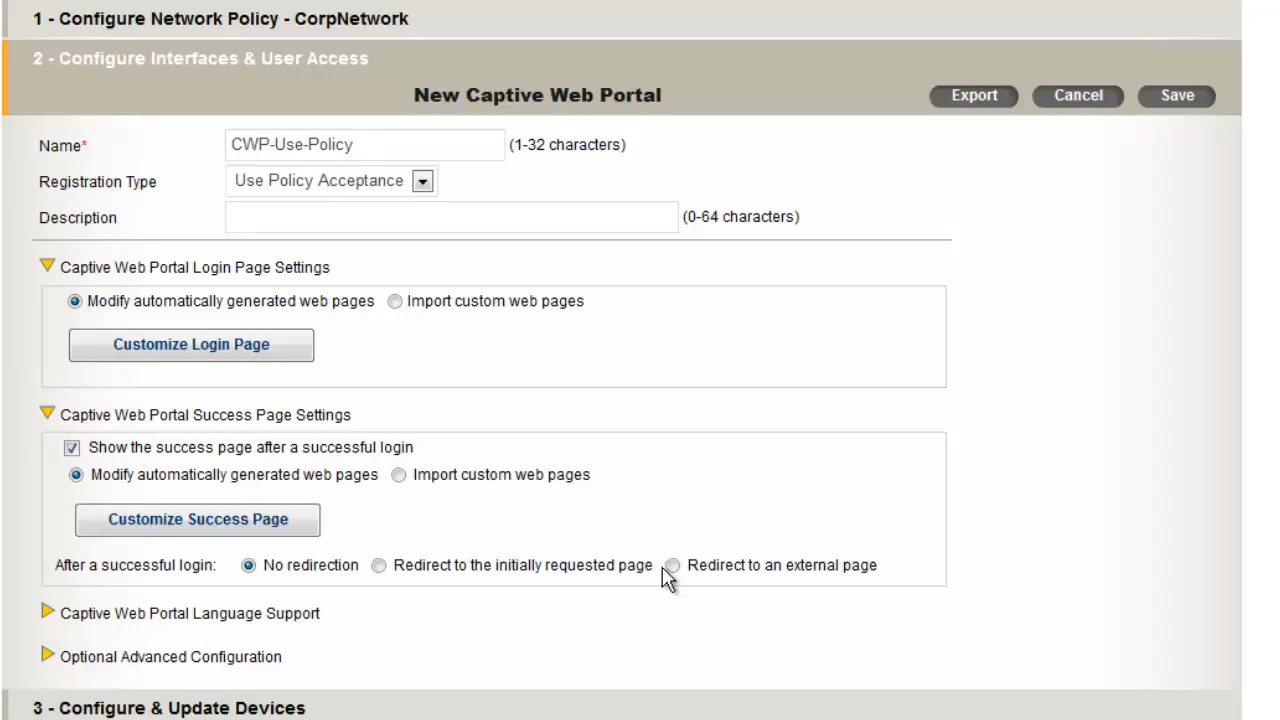 1 - Configure Network Policy - CorpNetwork
2 - Configure Interfaces & User Access
New Captive Web Portal Export Cancel Save
Name* CWP-Use-Policy (1-32 characters)
Registration Type Use Policy Acceptance
Description (0-64 characters)
Captive Web Portal Login Page Settings
Modify automatically generated web pages Import custom web pages
Customize Login Page
Captive Web Portal Success Page Settings
Show the success page after a successful login
Modify automatically generated web pages Import custom web pages
Customize Success Page
After a successful login: No redirection Redirect to the initially requested page Redirect to an external page
Captive Web Portal Language Support
Optional Advanced Configuration
3 - Configure & Update Devices